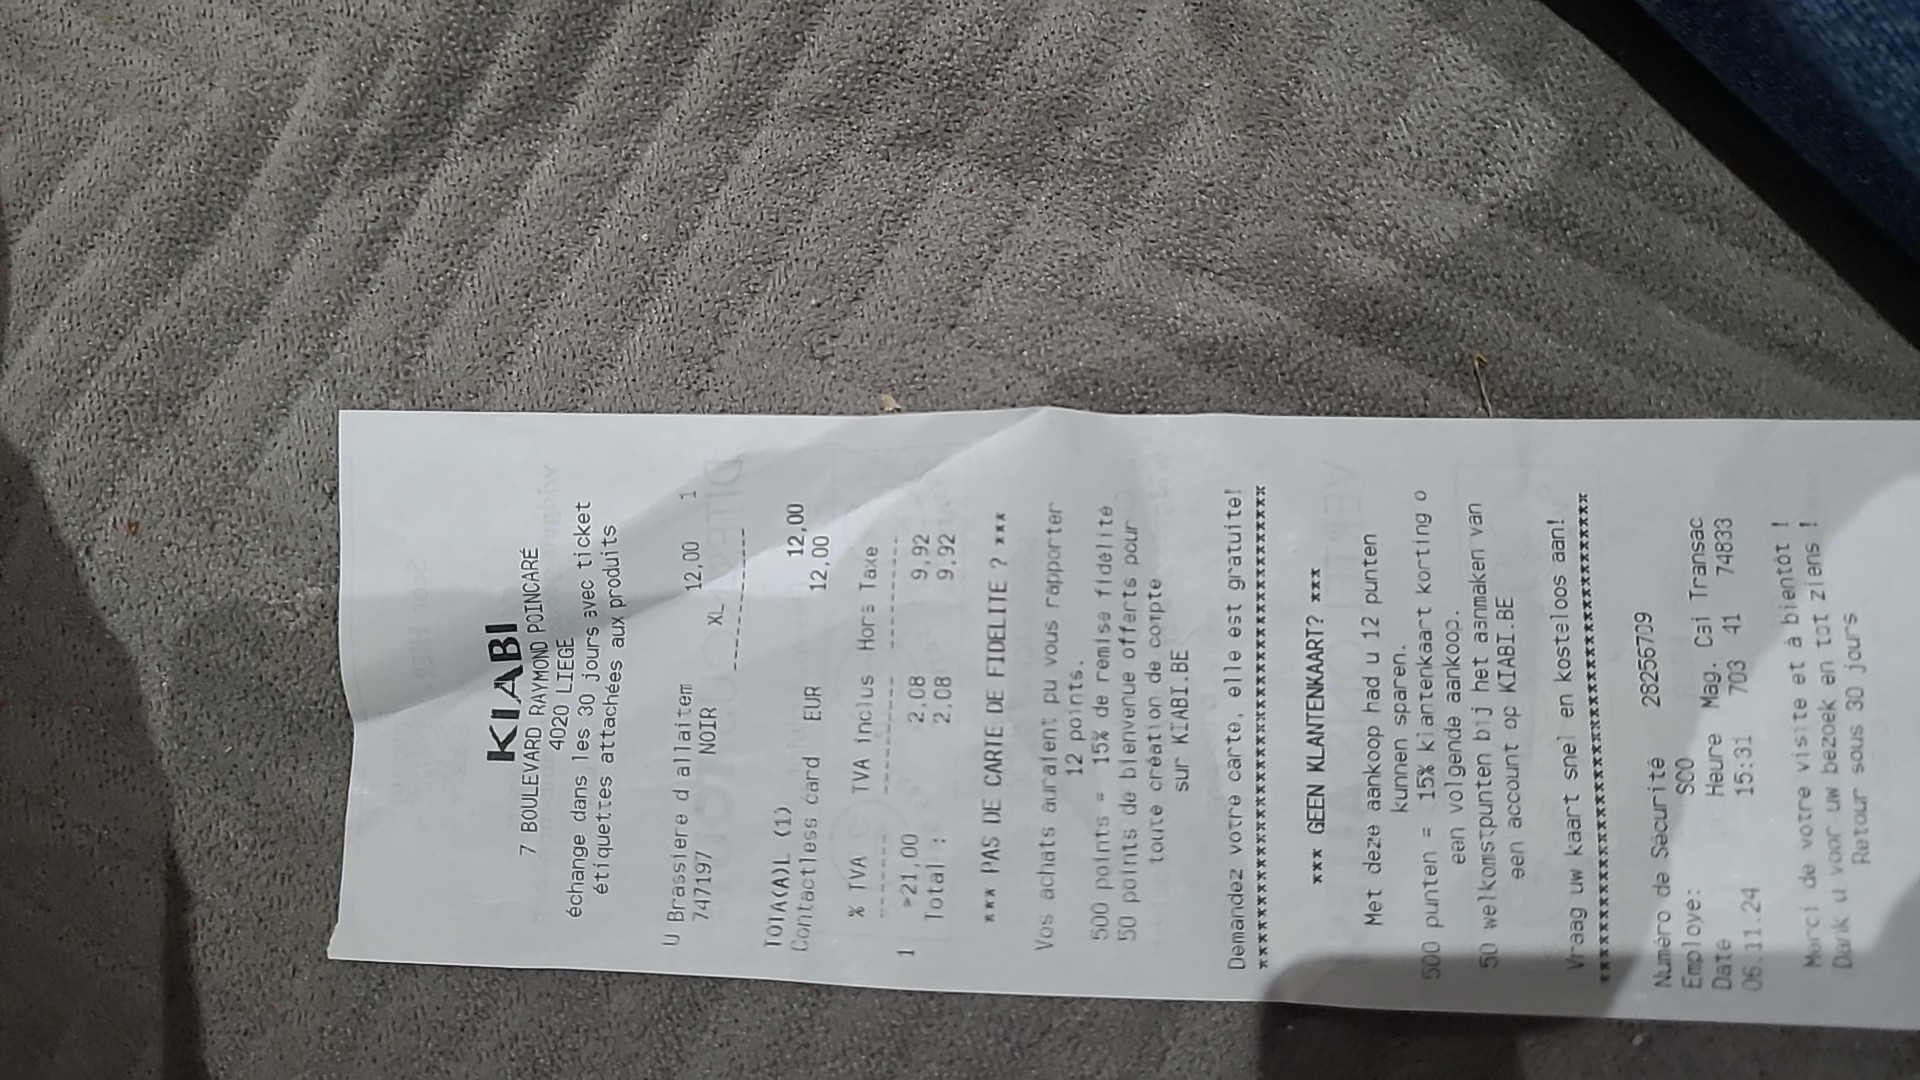 KIABI
7 BOULEVARD RAYMOND POINCARÉ
4020 LIEGE
échange dans les 30 jours avec ticket
étiquettes attachées aux produits
U Brassiere d allaitem 12,00 1
747197 NOIR XL
--------------
TOTA(A)L (1) 12,00
Contactless card EUR 12,00
% TVA TVA inclus Hors Taxe
1 >21,00 2.08 9,92
Total : 2.08 9,92
*** PAS DE CARTE DE FIDELITE ? ***
Vos achats auraient pu vous rapporter
12 points.
500 points = 15% de remise fidélité
50 points de bienvenue offerts pour
toute création de compte
sur KIABI.BE
Demandez votre carte, elle est gratuite!
****************************************
*** GEEN KLANTENKAART? ***
Met deze aankoop had u 12 punten
kunnen sparen.
500 punten = 15% klantenkaart korting o
een volgende aankoop.
50 welkomstpunten bij het aanmaken van
een account op KIABI.BE
Vraag uw kaart snel en kosteloos aan!
****************************************
Numéro de Sécurité 28256709
Employe: SCO
Date Heure Mag. Cai Transac
06.11.24 15:31 703 41 74833
Merci de votre visite et à bientôt !
Dank u voor uw bezoek en tot ziens !
Retour sous 30 jours